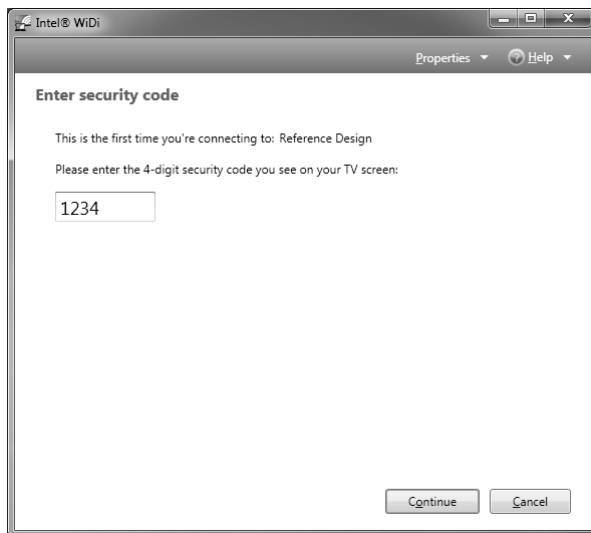 Intel® WiDi
Properties Help
Enter security code
This is the first time you're connecting to: Reference Design
Please enter the 4-digit security code you see on your TV screen:
1234
Continue Cancel